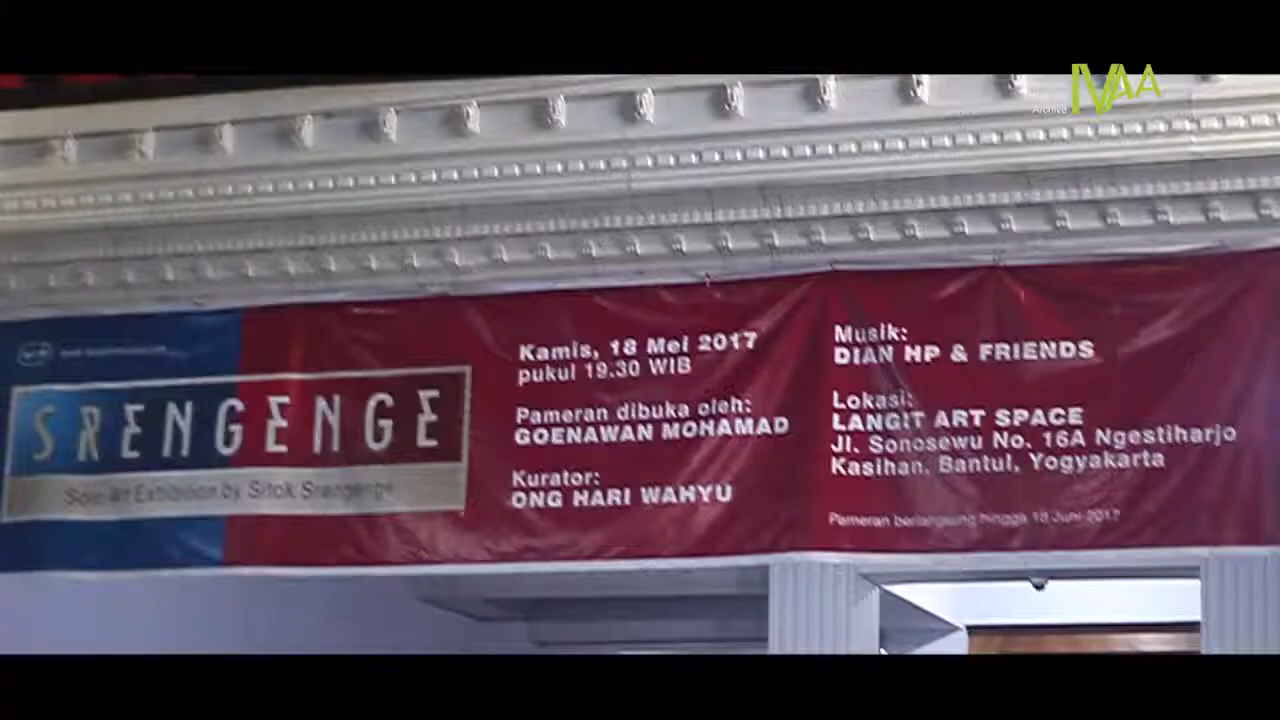 Archive IVAA
SRENGENGE
Solo Art Exhibition by Sitok Srengenge
Kamis, 18 Mei 2017
pukul 19.30 WIB
Pameran dibuka oleh:
GOENAWAN MOHAMAD
Kurator:
ONG HARI WAHYU
Musik:
DIAN HP & FRIENDS
Lokasi:
LANGIT ART SPACE
Jl. Sonosewu No. 16A Ngestiharjo
Kasihan, Bantul, Yogyakarta
Pameran berlangsung hingga 18 Juni 2017